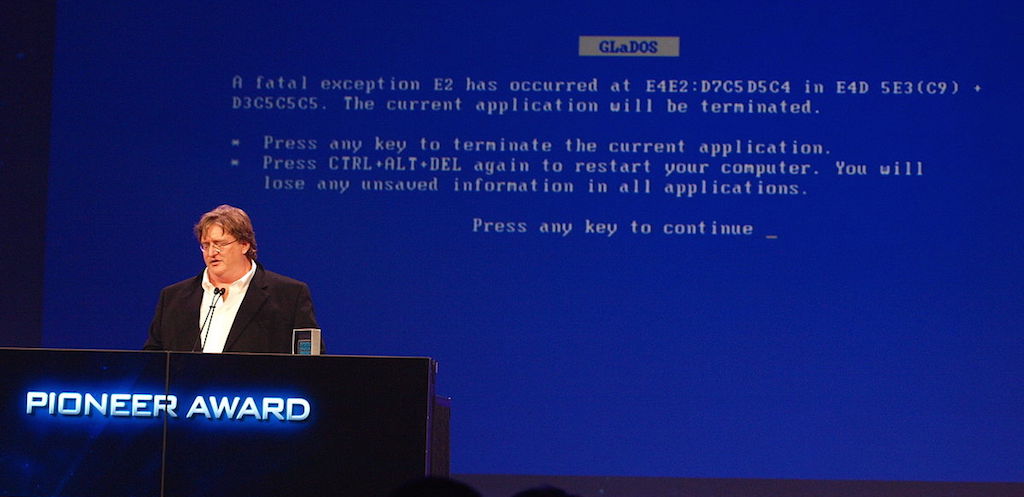 GLaDOS
A fatal exception E2 has occurred at E4E2:D7C5D5C4 in E4D 5E3(C9) +
D3C5C5C5. The current application will be terminated.
* Press any key to terminate the current application.
* Press CTRL+ALT+DEL again to restart your computer. You will
lose any unsaved information in all applications.
Press any key to continue _
PIONEER AWARD